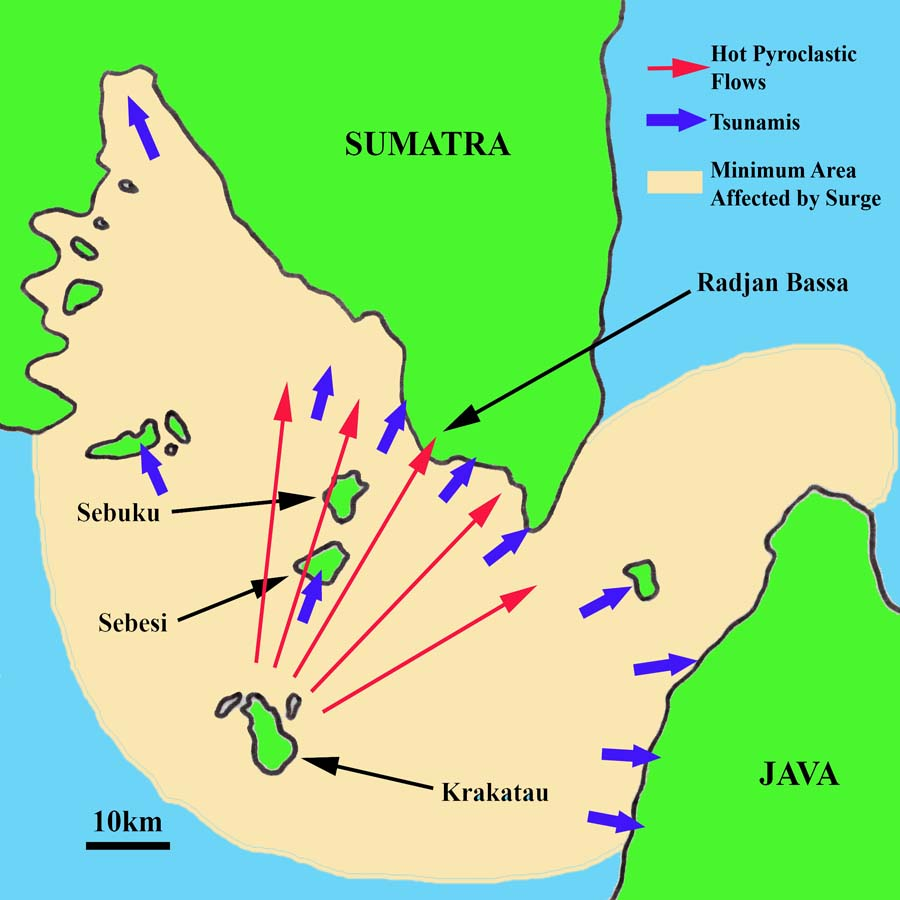 Hot Pyroclastic
Flows
SUMATRA
Tsunamis
Minimum Area
Affected by Surge
Radjan Bassa
Sebuku
Sebesi
JAVA
Krakatau
10km